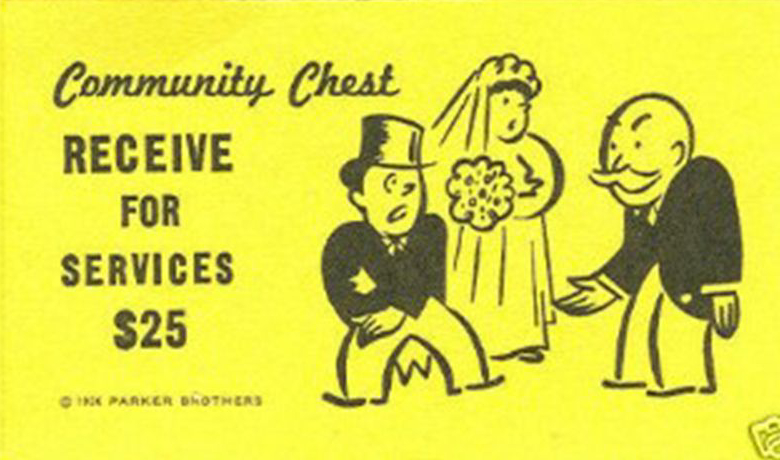 Community Chest
RECEIVE
FOR
SERVICES
$25
© PARKER BROTHERS